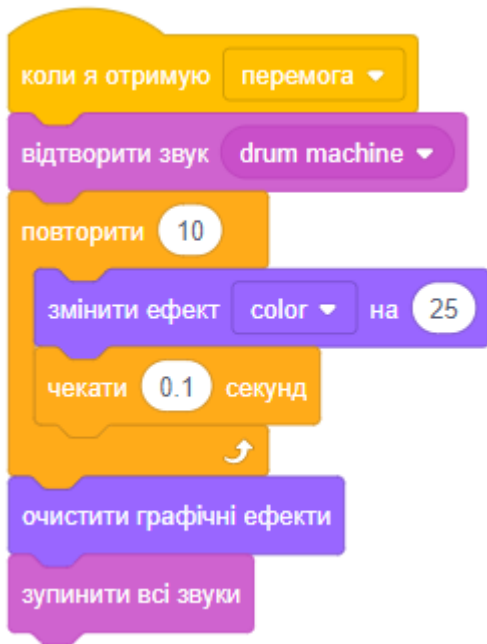 коли я отримую перемога
відтворити звук drum machine
повторити 10
змінити ефект color на 25
чекати 0.1 секунд
очистити графічні ефекти
зупинити всі звуки